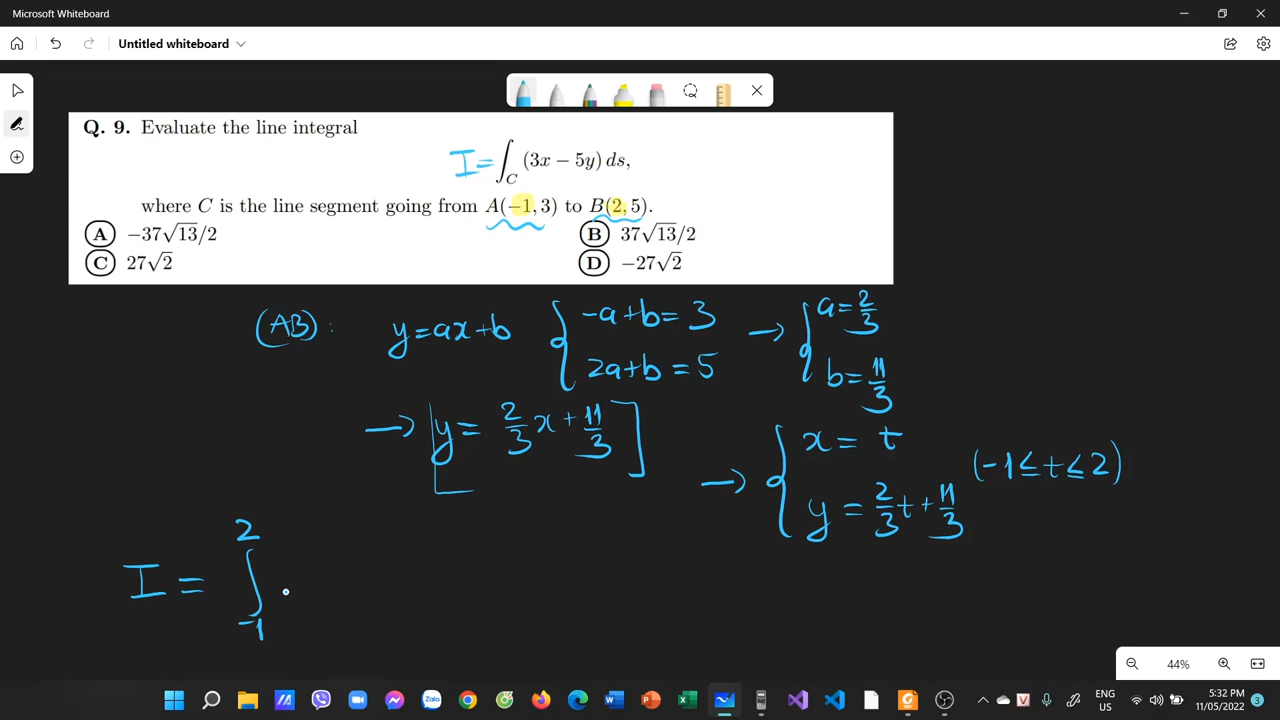 Microsoft Whiteboard
Untitled whiteboard
Q. 9. Evaluate the line integral
I = ∫_C (3x − 5y) ds,
where C is the line segment going from A(−1, 3) to B(2, 5).
A −37√13/2
B 37√13/2
C 27√2
D −27√2
(AB) : y = ax + b { -a + b = 3 → { a = 2/3
2a + b = 5 b = 11/3
→ [ y = 2/3 x + 11/3 ]
→ { x = t (-1 ≤ t ≤ 2)
y = 2/3 t + 11/3
I = ∫_{-1}^{2}
44%
Zalo
ENG
US
5:32 PM
11/05/2022
3